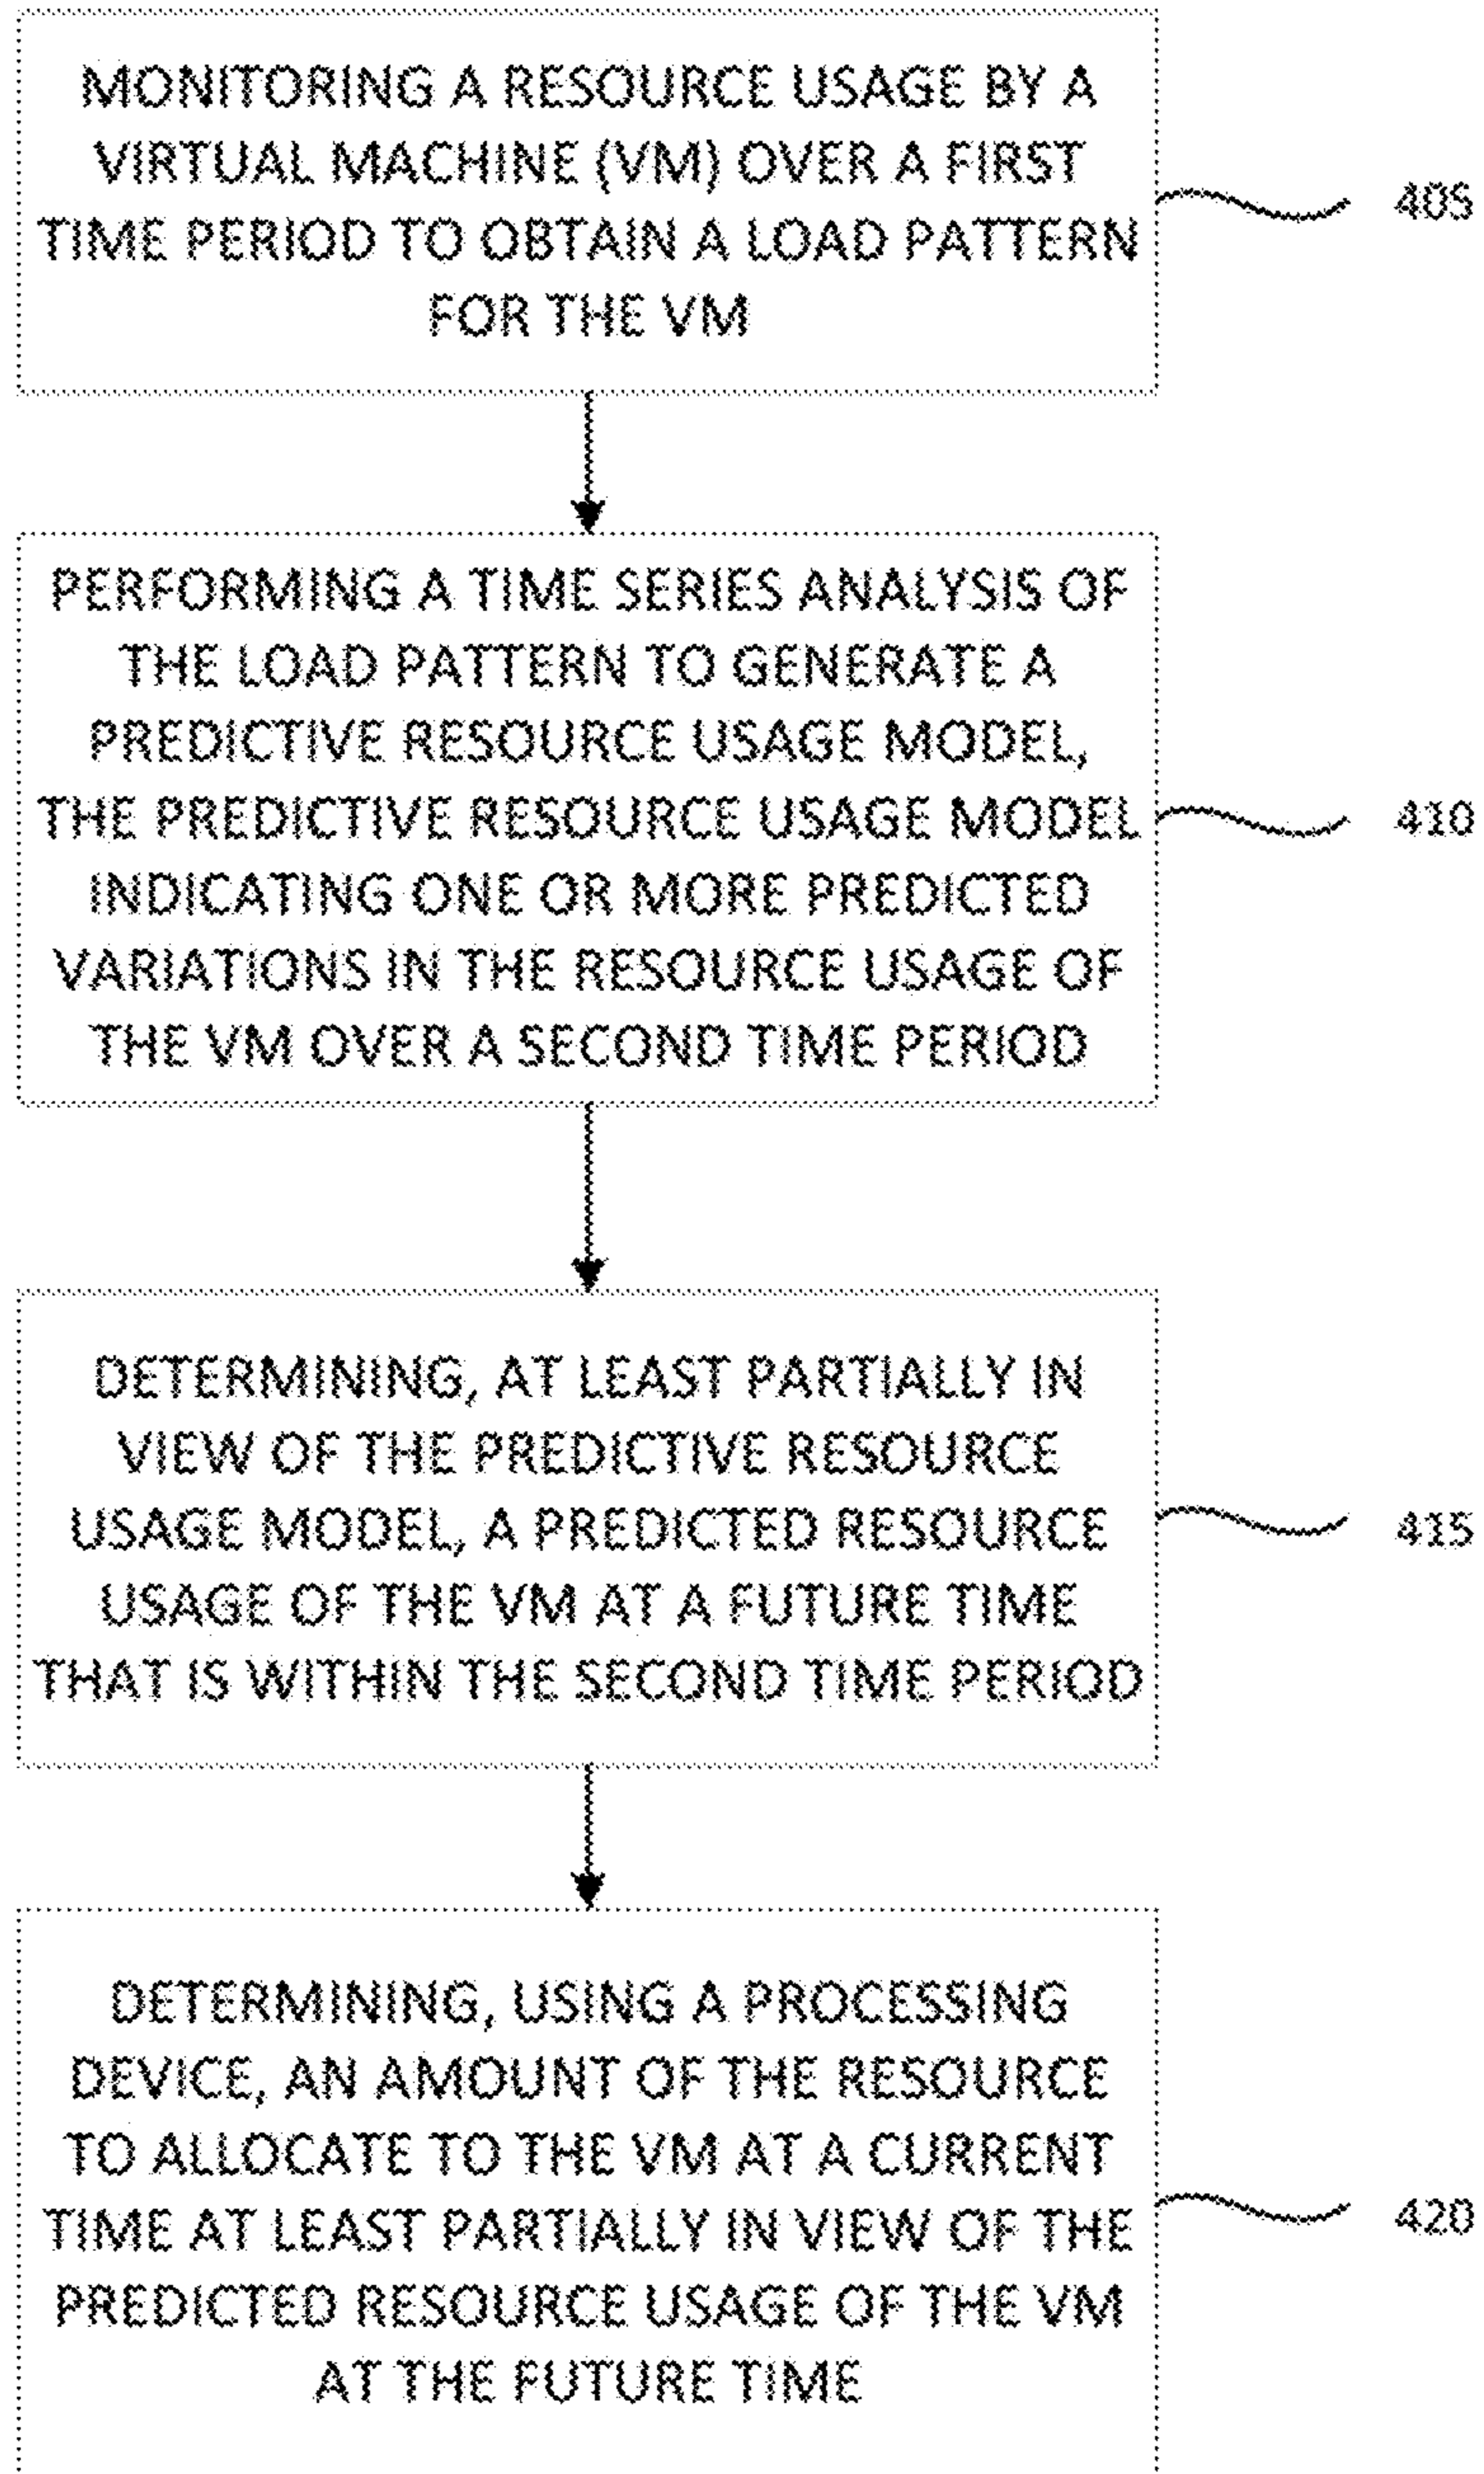 MONITORING A RESOURCE USAGE BY A
VIRTUAL MACHINE (VM) OVER A FIRST
TIME PERIOD TO OBTAIN A LOAD PATTERN
FOR THE VM
405
PERFORMING A TIME SERIES ANALYSIS OF
THE LOAD PATTERN TO GENERATE A
PREDICTIVE RESOURCE USAGE MODEL,
THE PREDICTIVE RESOURCE USAGE MODEL
INDICATING ONE OR MORE PREDICTED
VARIATIONS IN THE RESOURCE USAGE OF
THE VM OVER A SECOND TIME PERIOD
410
DETERMINING, AT LEAST PARTIALLY IN
VIEW OF THE PREDICTIVE RESOURCE
USAGE MODEL, A PREDICTED RESOURCE
USAGE OF THE VM AT A FUTURE TIME
THAT IS WITHIN THE SECOND TIME PERIOD
415
DETERMINING, USING A PROCESSING
DEVICE, AN AMOUNT OF THE RESOURCE
TO ALLOCATE TO THE VM AT A CURRENT
TIME AT LEAST PARTIALLY IN VIEW OF THE
PREDICTED RESOURCE USAGE OF THE VM
AT THE FUTURE TIME
420